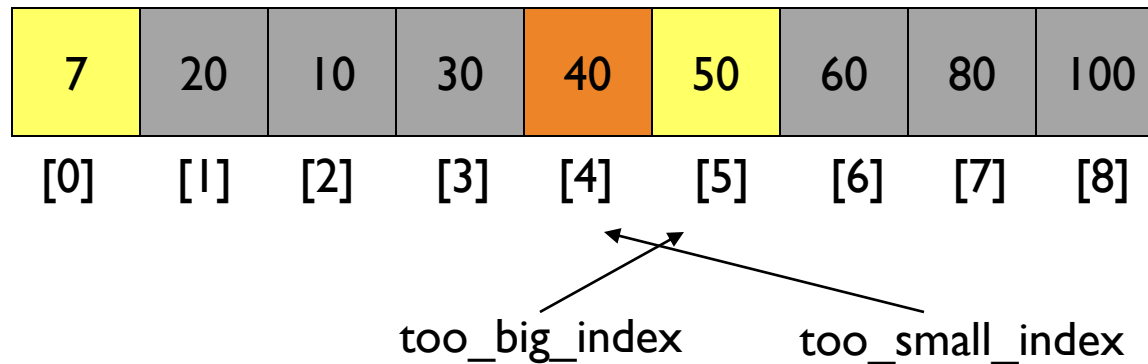 7 20 10 30 40 50 60 80 100
[0] [1] [2] [3] [4] [5] [6] [7] [8]
too_big_index too_small_index